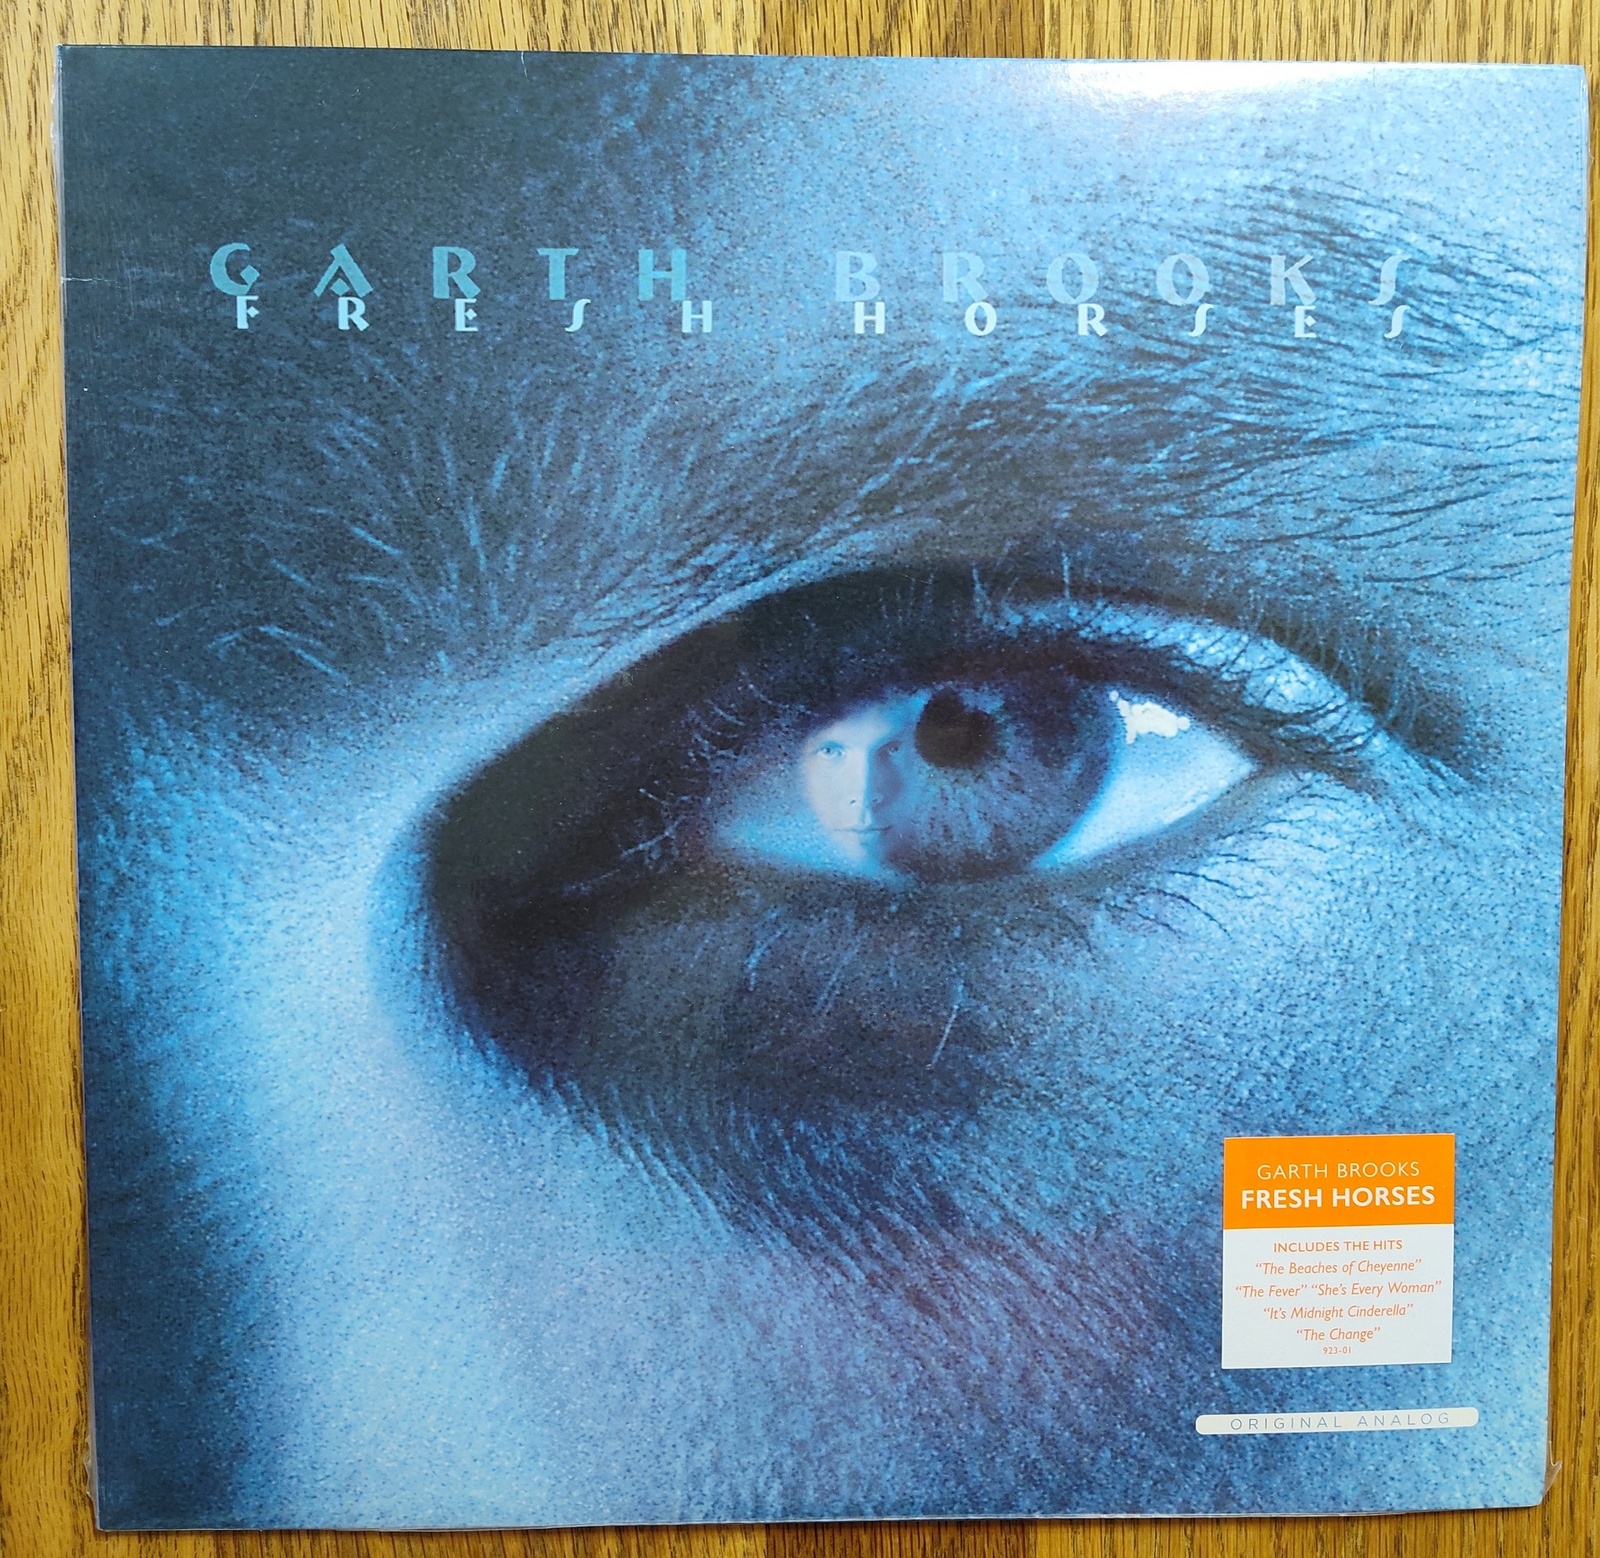 GARTH BROOKS
FRESH HORSES
GARTH BROOKS
FRESH HORSES
INCLUDES THE HITS
“The Beaches of Cheyenne”
“The Fever” “She’s Every Woman”
“It’s Midnight Cinderella”
“The Change”
923-01
ORIGINAL ANALOG